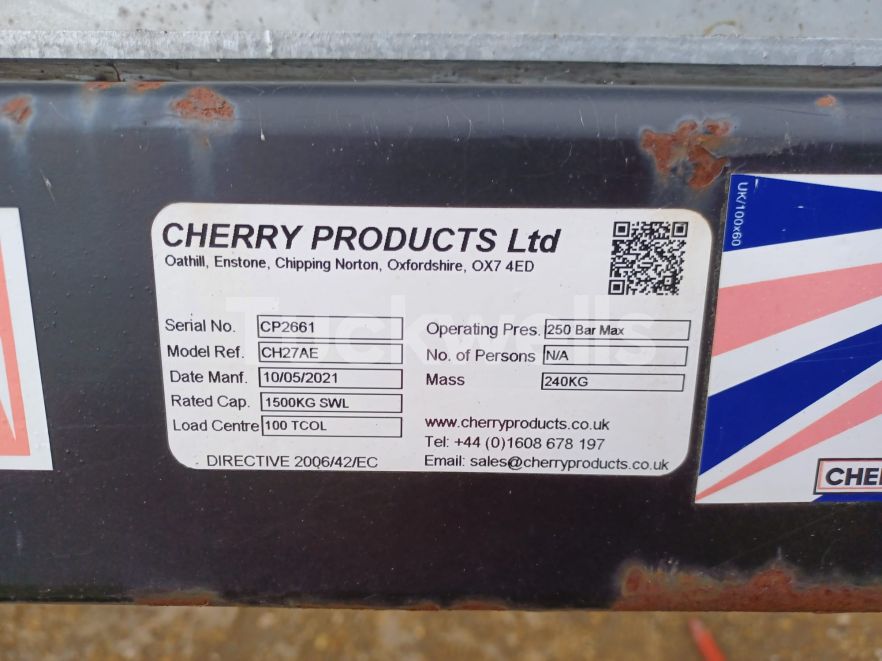 CHERRY PRODUCTS Ltd
Oathill, Enstone, Chipping Norton, Oxfordshire, OX7 4ED
Serial No. CP2661
Model Ref. CH27AE
Date Manf. 10/05/2021
Rated Cap. 1500KG SWL
Load Centre 100 TCOL
DIRECTIVE 2006/42/EC
Operating Pres. 250 Bar Max
No. of Persons N/A
Mass 240KG
www.cherryproducts.co.uk
Tel: +44 (0)1608 678 197
Email: sales@cherryproducts.co.uk
Tuckwells
UK/100x60
CHE